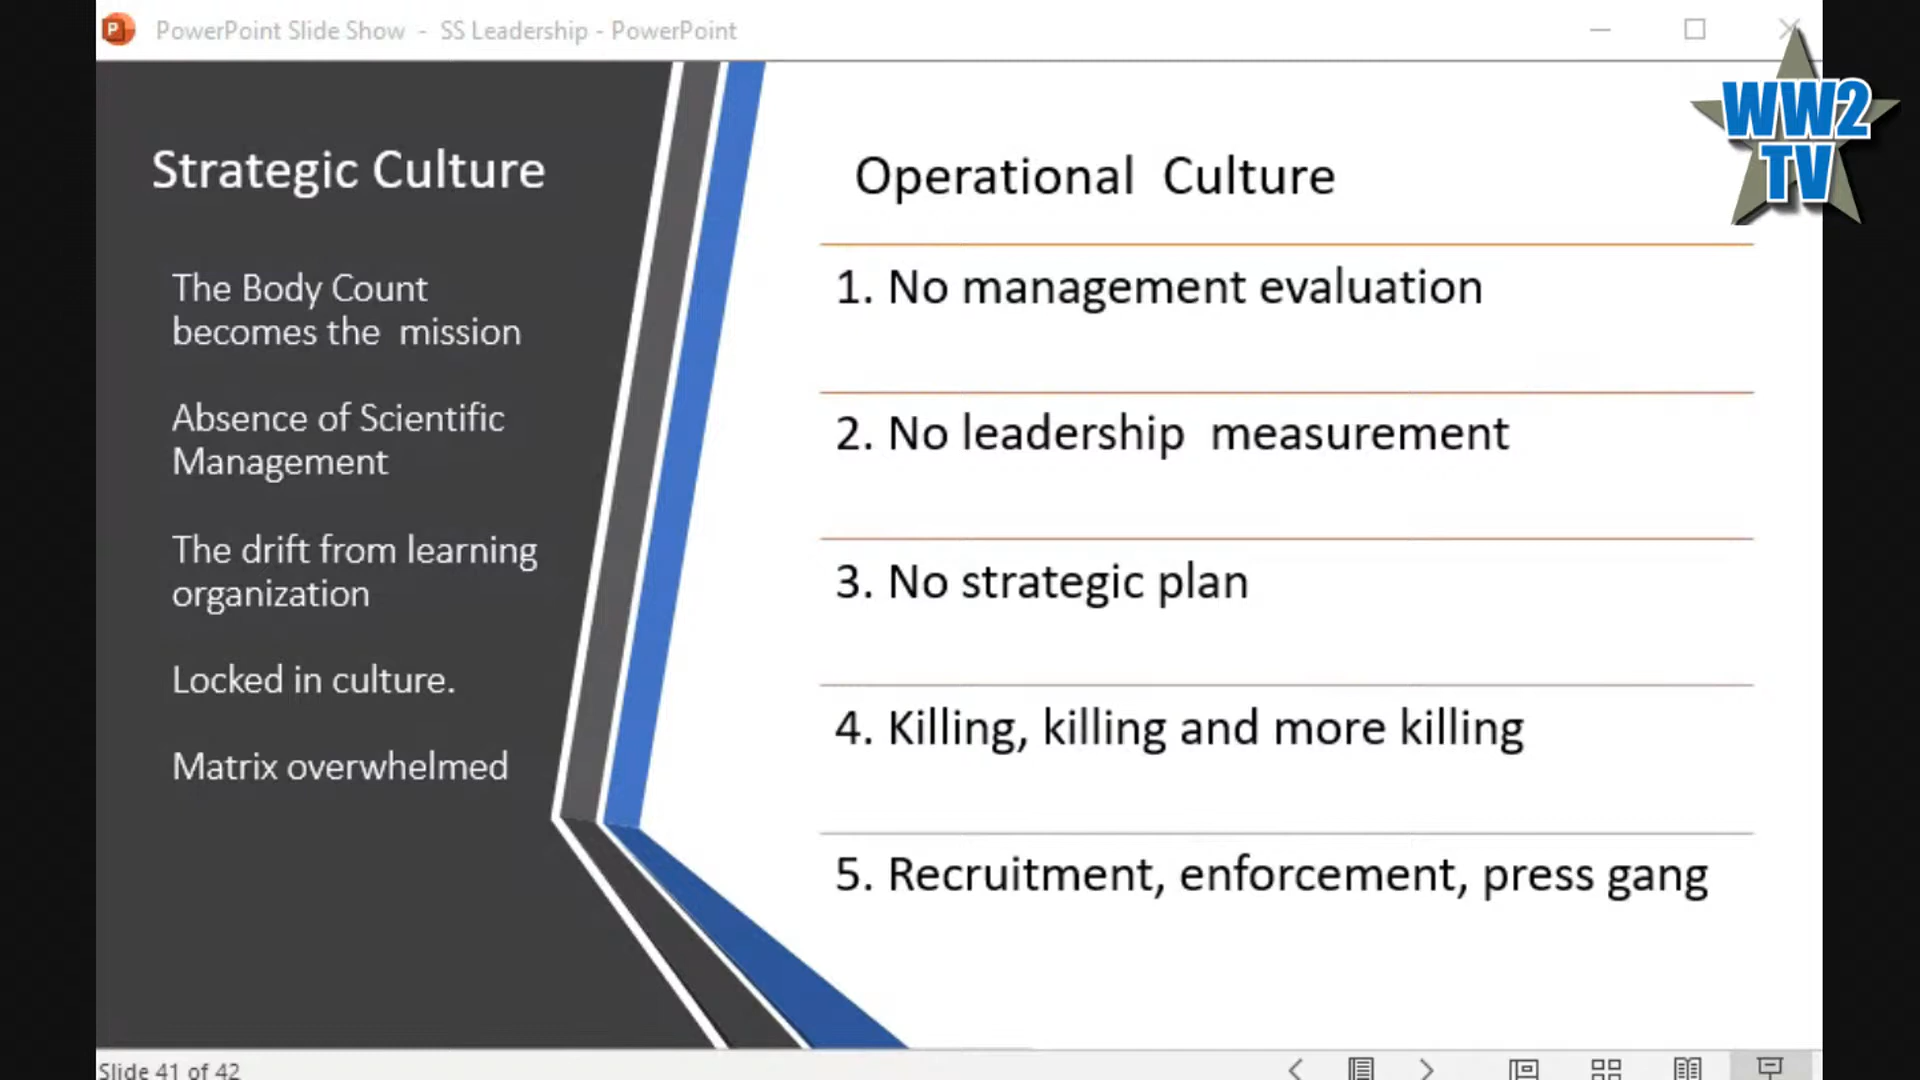 PowerPoint Slide Show - SS Leadership - PowerPoint
WW2
TV
Strategic Culture
The Body Count
becomes the mission
Absence of Scientific
Management
The drift from learning
organization
Locked in culture.
Matrix overwhelmed
Operational Culture
1. No management evaluation
2. No leadership measurement
3. No strategic plan
4. Killing, killing and more killing
5. Recruitment, enforcement, press gang
Slide 41 of 42